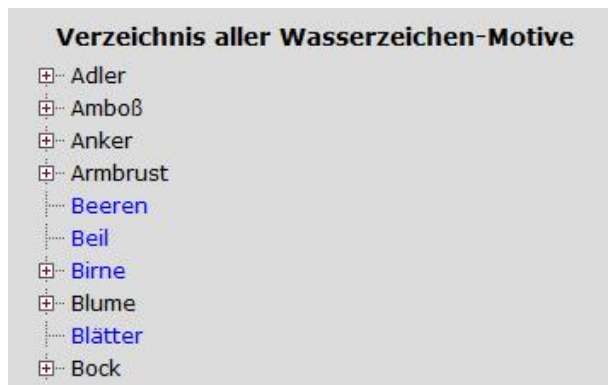 Verzeichnis aller Wasserzeichen-Motive
Adler
Amboß
Anker
Armbrust
Beeren
Beil
Birne
Blume
Blätter
Bock